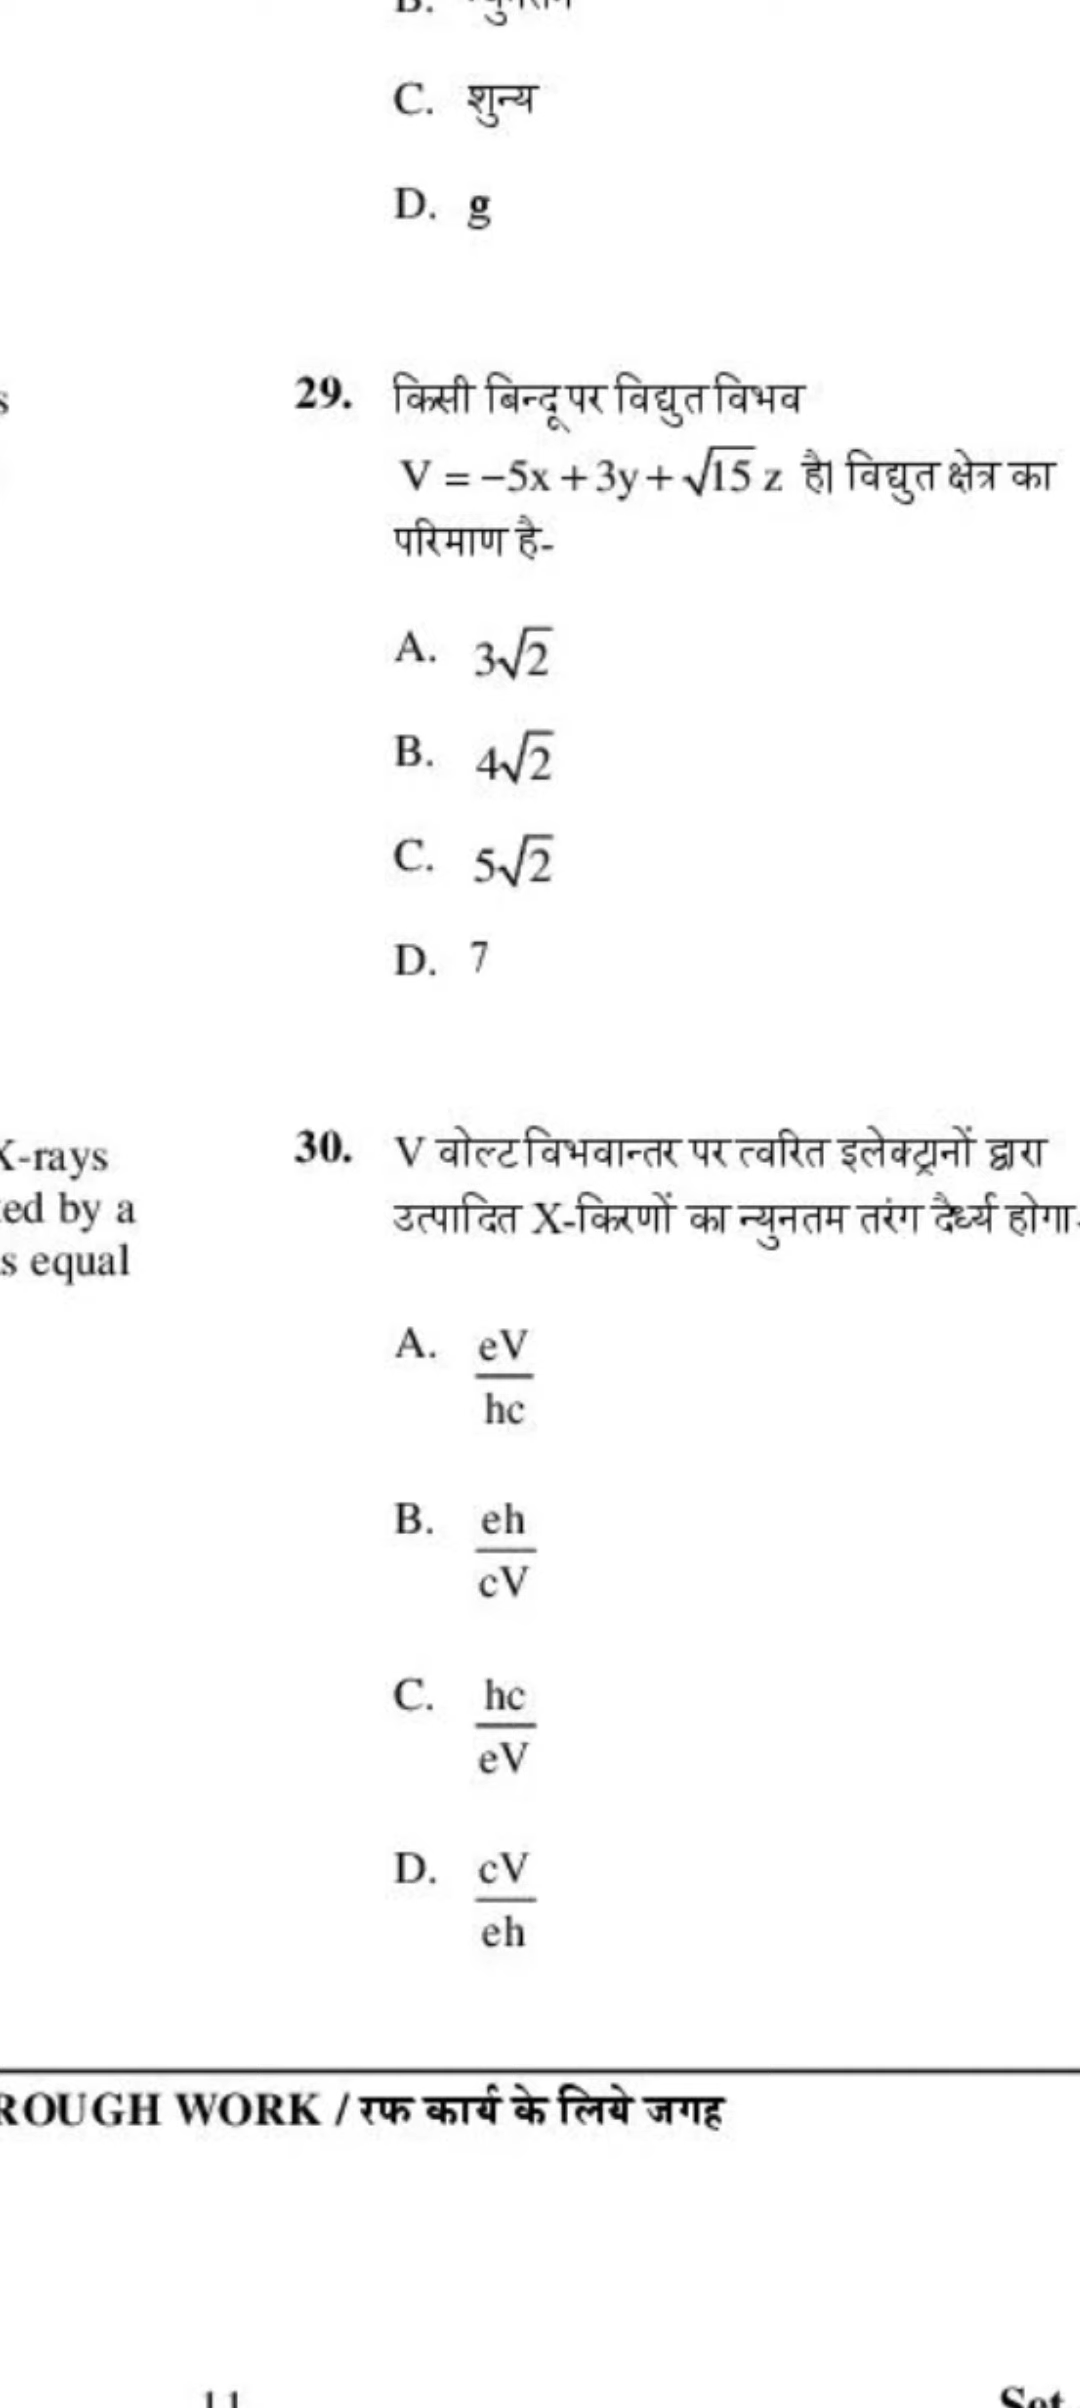 C. शुन्य
D. g
29. किसी बिन्दू पर विद्युत विभव
V = −5x + 3y + √15 z है। विद्युत क्षेत्र का
परिमाण है-
A. 3√2
B. 4√2
C. 5√2
D. 7
X-rays
ed by a
s equal
30. V वोल्ट विभवान्तर पर त्वरित इलेक्ट्रानों द्वारा
उत्पादित X-किरणों का न्युनतम तरंग दैर्ध्य होगा-
A. eV
hc
B. eh
cV
C. hc
eV
D. cV
eh
ROUGH WORK / रफ कार्य के लिये जगह
11
Set